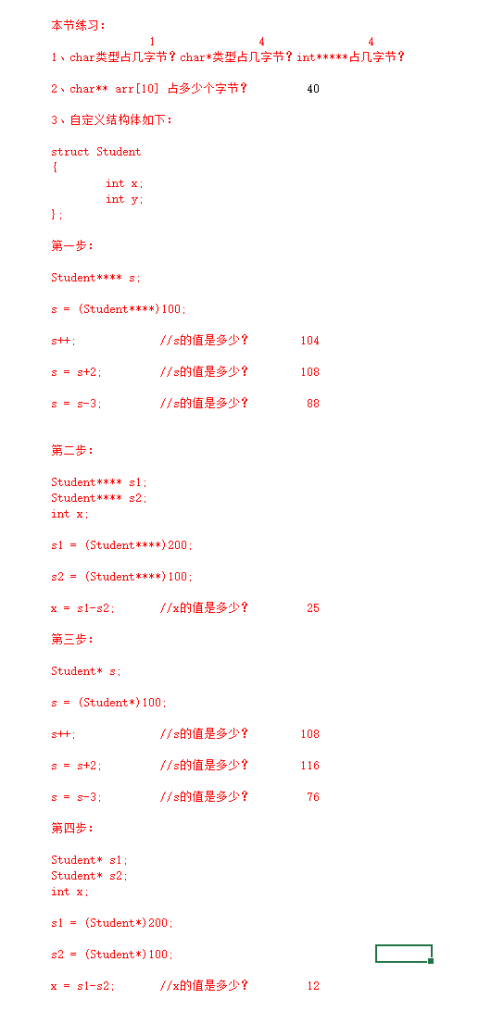 本节练习：
1 4 4
1、char类型占几字节？char*类型占几字节？int*****占几字节？
2、char** arr[10] 占多少个字节？ 40
3、自定义结构体如下：
struct Student
{
int x;
int y;
};
第一步：
Student**** s;
s = (Student****)100;
s++; //s的值是多少？ 104
s = s+2; //s的值是多少？ 108
s = s-3; //s的值是多少？ 88
第二步：
Student**** s1;
Student**** s2;
int x;
s1 = (Student****)200;
s2 = (Student****)100;
x = s1-s2; //x的值是多少？ 25
第三步：
Student* s;
s = (Student*)100;
s++; //s的值是多少？ 108
s = s+2; //s的值是多少？ 116
s = s-3; //s的值是多少？ 76
第四步：
Student* s1;
Student* s2;
int x;
s1 = (Student*)200;
s2 = (Student*)100;
x = s1-s2; //x的值是多少？ 12